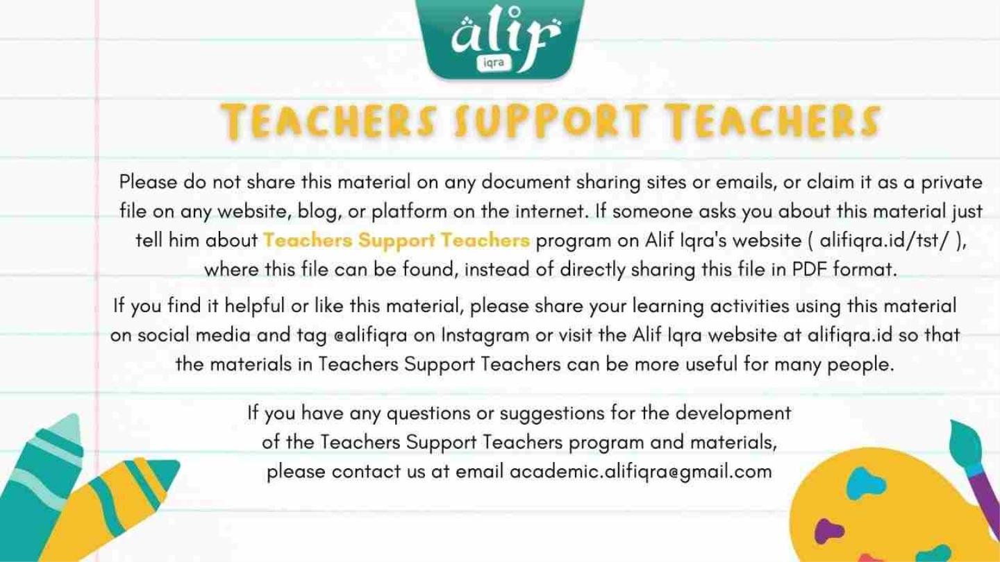 alif
iqra
TEACHERS SUPPORT TEACHERS
Please do not share this material on any document sharing sites or emails, or claim it as a private
file on any website, blog, or platform on the internet. If someone asks you about this material just
tell him about Teachers Support Teachers program on Alif Iqra's website ( alifiqra.id/tst/ ),
where this file can be found, instead of directly sharing this file in PDF format.
If you find it helpful or like this material, please share your learning activities using this material
on social media and tag @alifiqra on Instagram or visit the Alif Iqra website at alifiqra.id so that
the materials in Teachers Support Teachers can be more useful for many people.
If you have any questions or suggestions for the development
of the Teachers Support Teachers program and materials,
please contact us at email academic.alifiqra@gmail.com